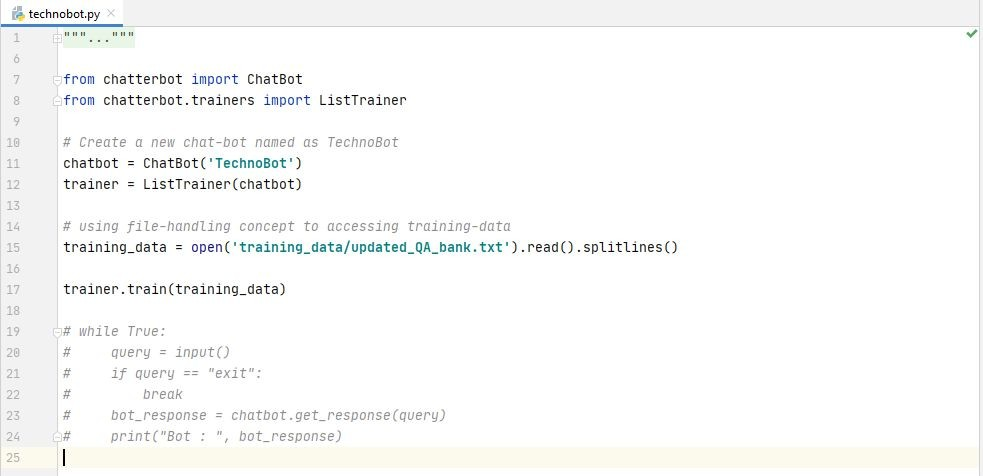 technobot.py
1 """..."""
6
7 from chatterbot import ChatBot
8 from chatterbot.trainers import ListTrainer
9
10 # Create a new chat-bot named as TechnoBot
11 chatbot = ChatBot('TechnoBot')
12 trainer = ListTrainer(chatbot)
13
14 # using file-handling concept to accessing training-data
15 training_data = open('training_data/updated_QA_bank.txt').read().splitlines()
16
17 trainer.train(training_data)
18
19 # while True:
20 #     query = input()
21 #     if query == "exit":
22 #         break
23 #     bot_response = chatbot.get_response(query)
24 #     print("Bot : ", bot_response)
25